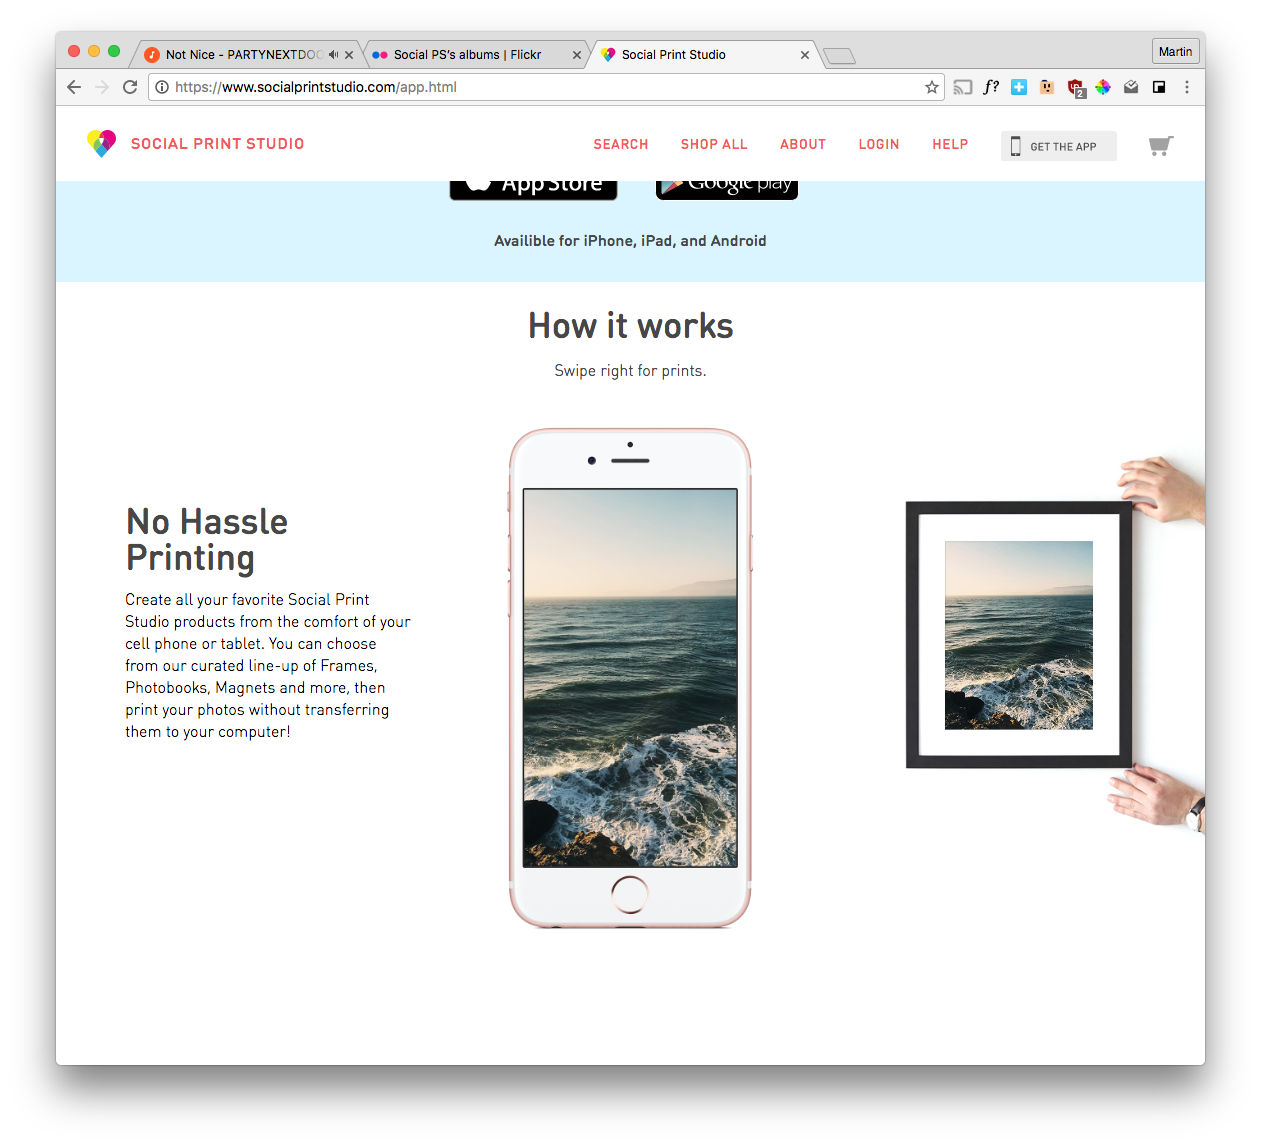 Not Nice - PARTYNEXTDOO
Social PS's albums | Flickr
Social Print Studio
Martin
https://www.socialprintstudio.com/app.html
f?
2
SOCIAL PRINT STUDIO
SEARCH
SHOP ALL
ABOUT
LOGIN
HELP
GET THE APP
App Store
Google play
Availible for iPhone, iPad, and Android
How it works
Swipe right for prints.
No Hassle
Printing
Create all your favorite Social Print
Studio products from the comfort of your
cell phone or tablet. You can choose
from our curated line-up of Frames,
Photobooks, Magnets and more, then
print your photos without transferring
them to your computer!